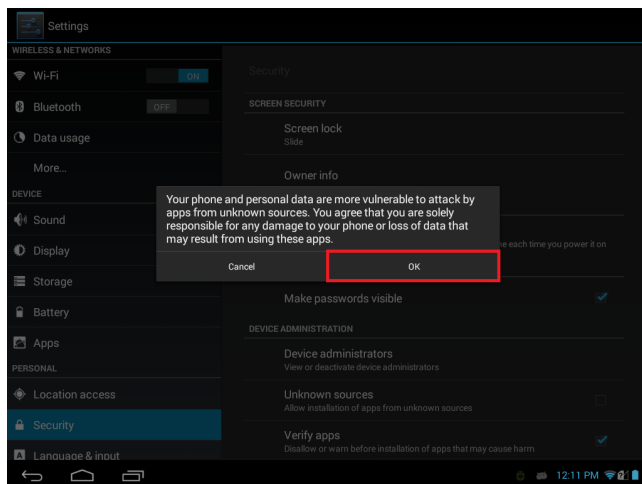 Settings
WIRELESS & NETWORKS
Wi-Fi ON
Bluetooth OFF
Data usage
More...
DEVICE
Sound
Display
Storage
Battery
Apps
PERSONAL
Location access
Security
Language & input
Security
SCREEN SECURITY
Screen lock
Slide
Owner info
Your phone and personal data are more vulnerable to attack by
apps from unknown sources. You agree that you are solely
responsible for any damage to your phone or loss of data that
may result from using these apps.
Cancel OK
each time you power it on
Make passwords visible
DEVICE ADMINISTRATION
Device administrators
View or deactivate device administrators
Unknown sources
Allow installation of apps from unknown sources
Verify apps
Disallow or warn before installation of apps that may cause harm
12:11 PM